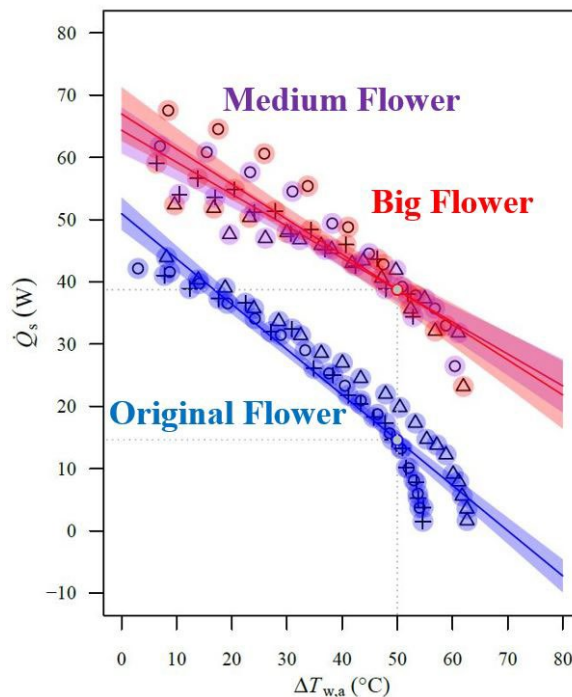 80
70
60
50
40
30
20
10
0
−10
Q̇s (W)
Medium Flower
Big Flower
Original Flower
0 10 20 30 40 50 60 70 80
ΔTw,a (°C)